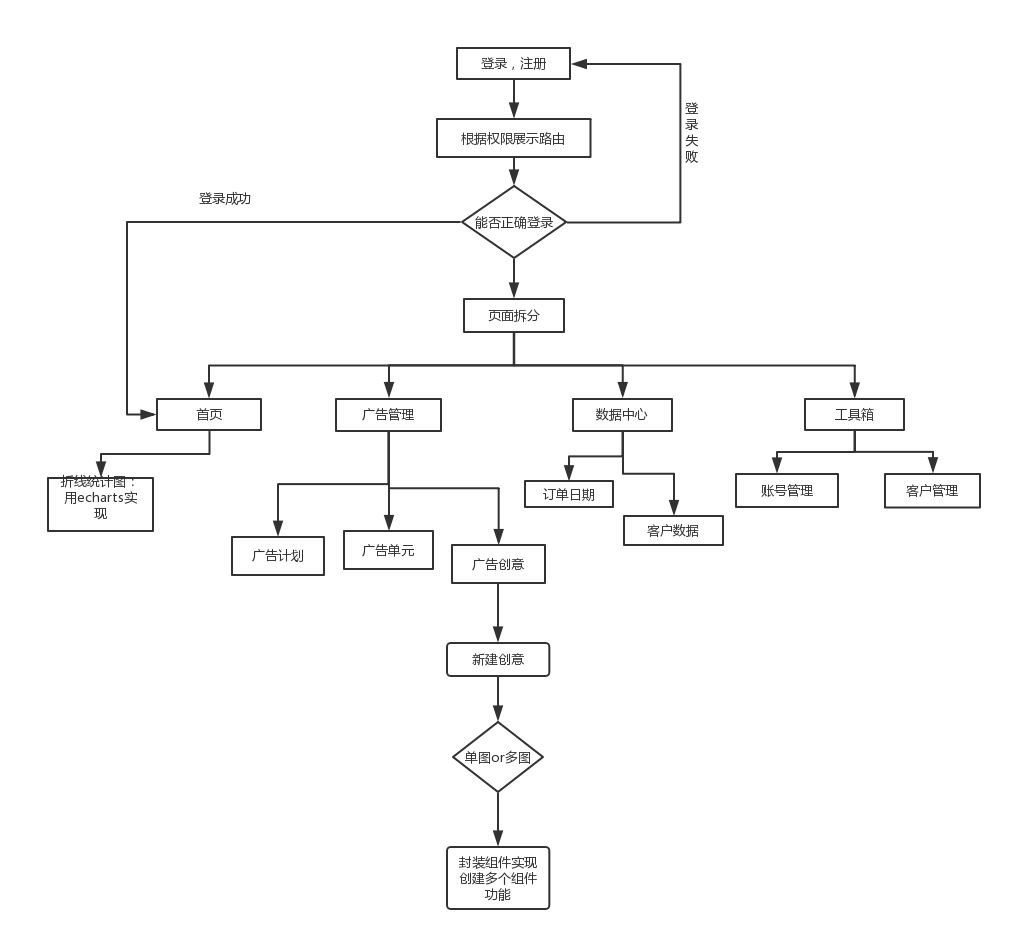 登录，注册
登
录
失
败
根据权限展示路由
登录成功
能否正确登录
页面拆分
首页
广告管理
数据中心
工具箱
折线统计图：
用echarts实
现
订单日期
账号管理
客户管理
客户数据
广告计划
广告单元
广告创意
新建创意
单图or多图
封装组件实现
创建多个组件
功能